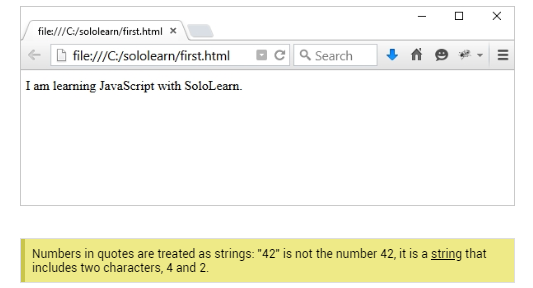 file:///C:/sololearn/first.html ×
file:///C:/sololearn/first.html
Search
I am learning JavaScript with SoloLearn.
Numbers in quotes are treated as strings: "42" is not the number 42, it is a string that
includes two characters, 4 and 2.